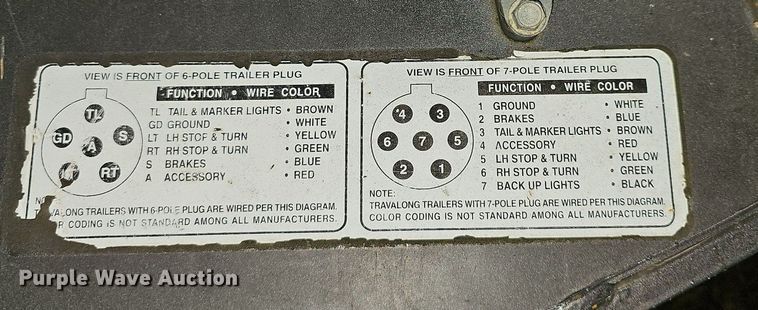 VIEW IS FRONT OF 6-POLE TRAILER PLUG
FUNCTION • WIRE COLOR
TL TAIL & MARKER LIGHTS • BROWN
GD GROUND • WHITE
LT LH STOP & TURN • YELLOW
RT RH STOP & TURN • GREEN
S BRAKES • BLUE
A ACCESSORY • RED
TL
GD
S
A
RT
TRAVALONG TRAILERS WITH 6-POLE PLUG ARE WIRED PER THIS DIAGRAM.
CODING IS NOT STANDARD AMONG ALL MANUFACTURERS.
VIEW IS FRONT OF 7-POLE TRAILER PLUG
FUNCTION • WIRE COLOR
1 GROUND • WHITE
2 BRAKES • BLUE
3 TAIL & MARKER LIGHTS • BROWN
4 ACCESSORY • RED
5 LH STOP & TURN • YELLOW
6 RH STOP & TURN • GREEN
7 BACK UP LIGHTS • BLACK
4 3
6 7 5
2 1
NOTE:
TRAVALONG TRAILERS WITH 7-POLE PLUG ARE WIRED PER THIS DIAGRAM.
COLOR CODING IS NOT STANDARD AMONG ALL MANUFACTURERS.
Purple Wave Auction